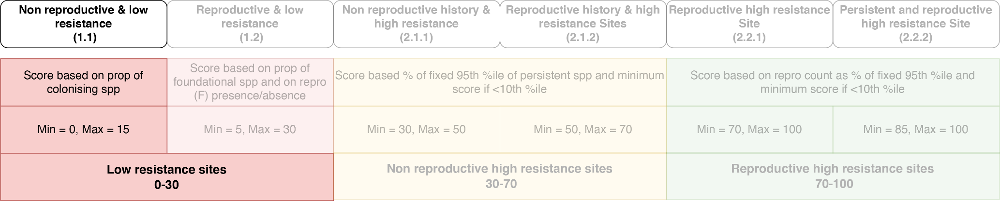 Non reproductive & low
resistance
(1.1)
Reproductive & low
resistance
(1.2)
Non reproductive history &
high resistance
(2.1.1)
Reproductive history & high
resistance Sites
(2.1.2)
Reproductive high resistance
Site
(2.2.1)
Persistent and reproductive
high resistance Site
(2.2.2)
Score based on prop of
colonising spp
Score based on prop of
foundational spp and on repro
(F) presence/absence
Score based % of fixed 95th %ile of persistent spp and minimum
score if <10th %ile
Score based on repro count as % of fixed 95th %ile and
minimum score if <10th %ile
Min = 0, Max = 15
Min = 5, Max = 30
Min = 30, Max = 50
Min = 50, Max = 70
Min = 70, Max = 100
Min = 85, Max = 100
Low resistance sites
0-30
Non reproductive high resistance sites
30-70
Reproductive high resistance sites
70-100